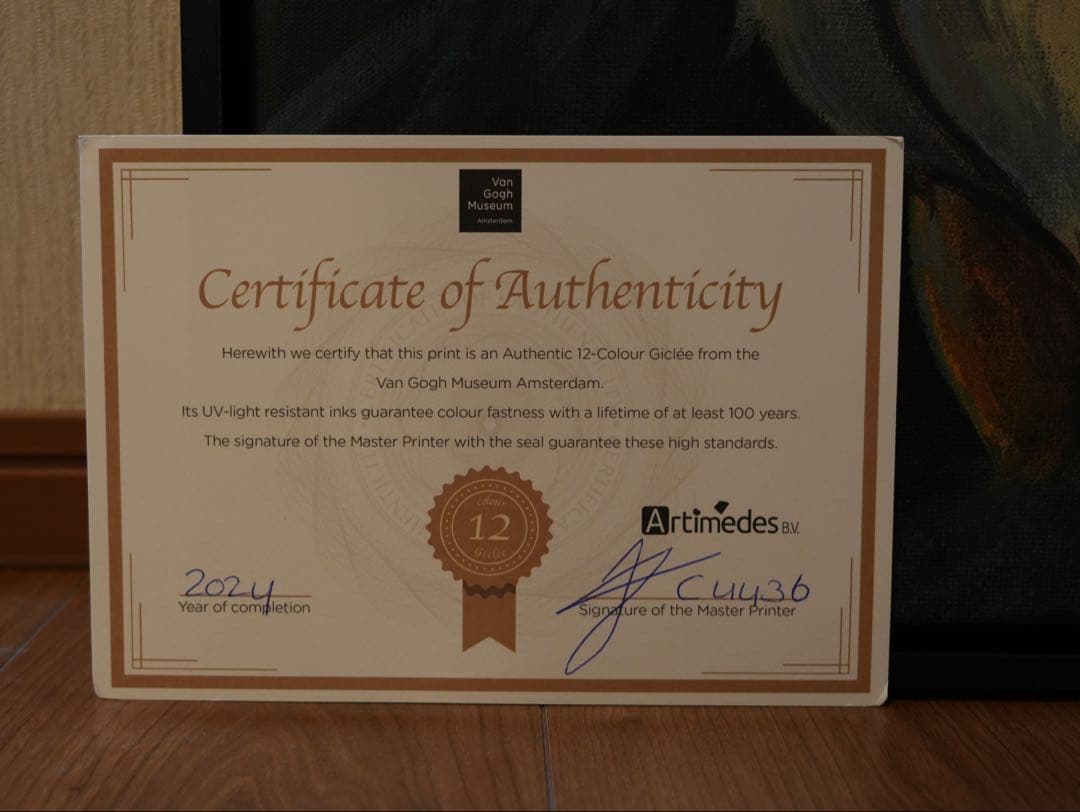 Van
Gogh
Museum
Amsterdam
Certificate of Authenticity
Herewith we certify that this print is an Authentic 12-Colour Giclée from the
Van Gogh Museum Amsterdam.
Its UV-light resistant inks guarantee colour fastness with a lifetime of at least 100 years.
The signature of the Master Printer with the seal guarantee these high standards.
colour
12
Giclée
Artimedes B.V.
2024
Year of completion
C4436
Signature of the Master Printer